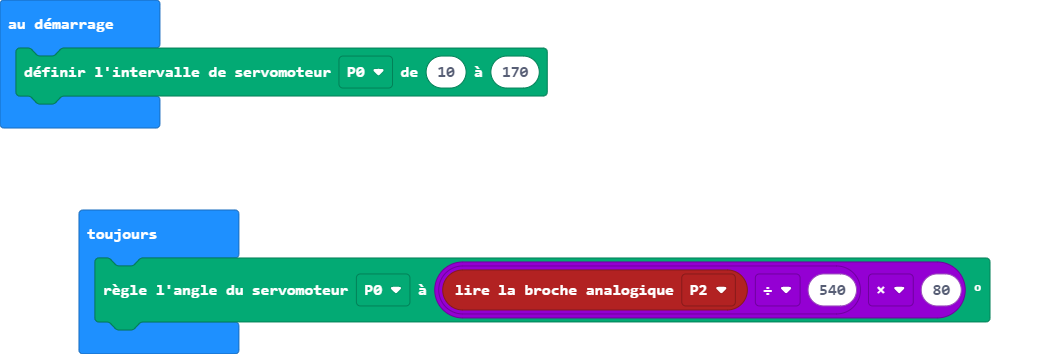 au démarrage
définir l'intervalle de servomoteur P0 de 10 à 170
toujours
règle l'angle du servomoteur P0 à lire la broche analogique P2 ÷ 540 × 80 °